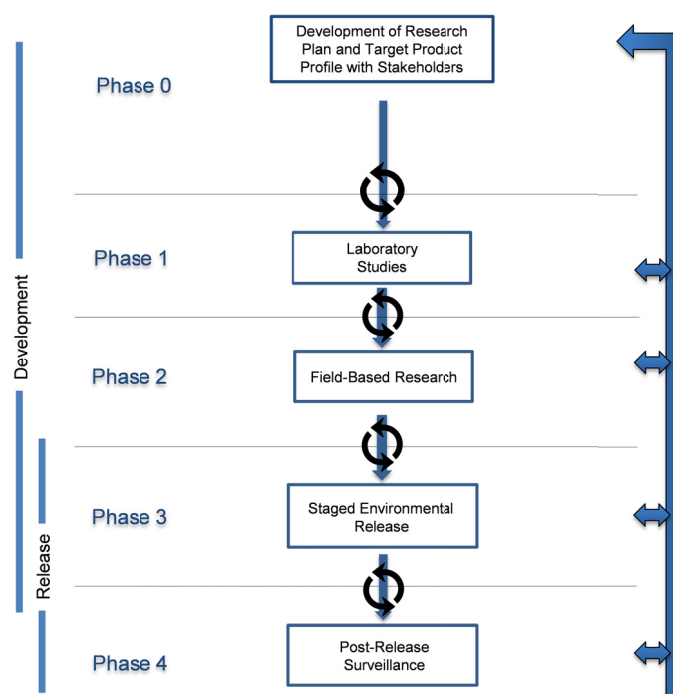 Development of Research
Plan and Target Product
Profile with Stakeholders
Phase 0
Phase 1
Laboratory
Studies
Development
Phase 2
Field-Based Research
Phase 3
Staged Environmental
Release
Release
Phase 4
Post-Release
Surveillance